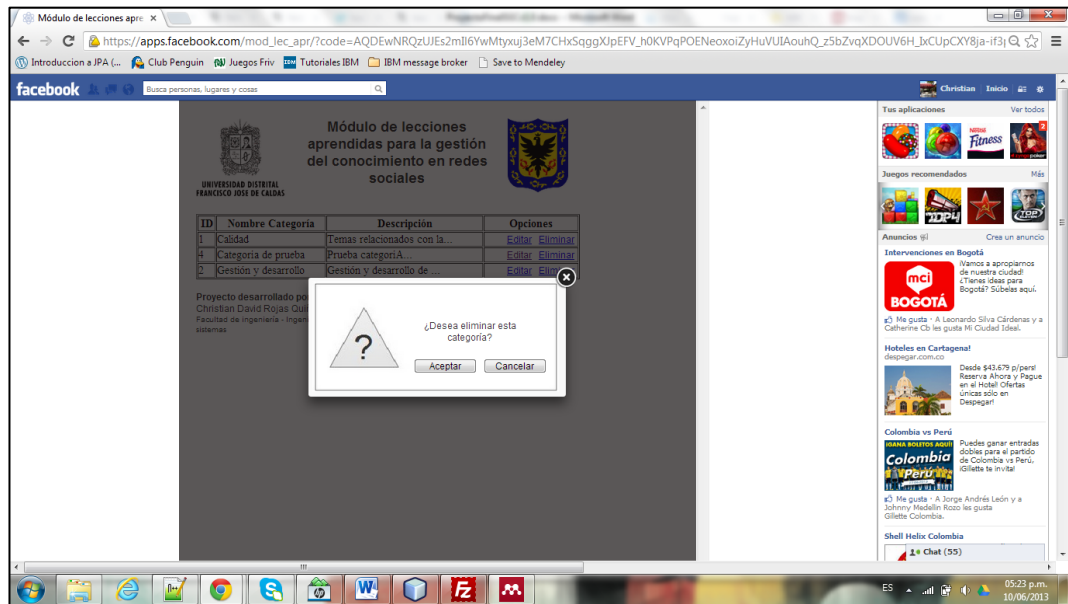 Módulo de lecciones apre
https://apps.facebook.com/mod_lec_apr/?code=AQDEwNRQzUJEs2mII6YwMtyxuj3eM7CHxSqggXJpEFV_h0KVPqPOENeoxoiZyHuVUIAouhQ_z5bZvqXDOUV6H_IxCUpCXY8ja-if3j
Introduccion a JPA (... Club Penguin Juegos Friv Tutoriales IBM IBM message broker Save to Mendeley
facebook Busca personas, lugares y cosas Christian Inicio
Módulo de lecciones
aprendidas para la gestión
del conocimiento en redes
sociales
UNIVERSIDAD DISTRITAL
FRANCISCO JOSE DE CALDAS
ID Nombre Categoría Descripción Opciones
1 Calidad Temas relacionados con la... Editar Eliminar
4 Categoria de prueba Prueba categoriA... Editar Eliminar
2 Gestión y desarrollo Gestión y desarrollo de ... Editar
Proyecto desarrollado por
Christian David Rojas
Facultad de ingeniería - Ingen
sistemas
¿Desea eliminar esta
categoría?
Aceptar Cancelar
Tus aplicaciones Ver todos
Fitness
2
Juegos recomendados Más
Anuncios Crea un anuncio
Intervenciones en Bogotá
mci
BOGOTÁ
¡Vamos a apropiarnos
de nuestra ciudad!
¿Tienes ideas para
Bogotá? Súbelas aquí.
Me gusta · A Leonardo Silva Cárdenas y a
Catherine Cb les gusta Mi Ciudad Ideal.
Hoteles en Cartagena!
despegar.com.co
Desde $43.679 p/pers!
Reserva Ahora y Pague
en el Hotel! Ofertas
únicas sólo en
Despegar!
Colombia vs Perú
¡GANA BOLETOS AQUÍ!
Colombia
Perú
Puedes ganar entradas
dobles para el partido
de Colombia vs Perú.
¡Gillette te invita!
Me gusta · A Jorge Andrés León y a
Johnny Medellin Rozo les gusta
Gillette Colombia.
Shell Helix Colombia
Chat (55)
ES 05:23 p.m.
10/06/2013